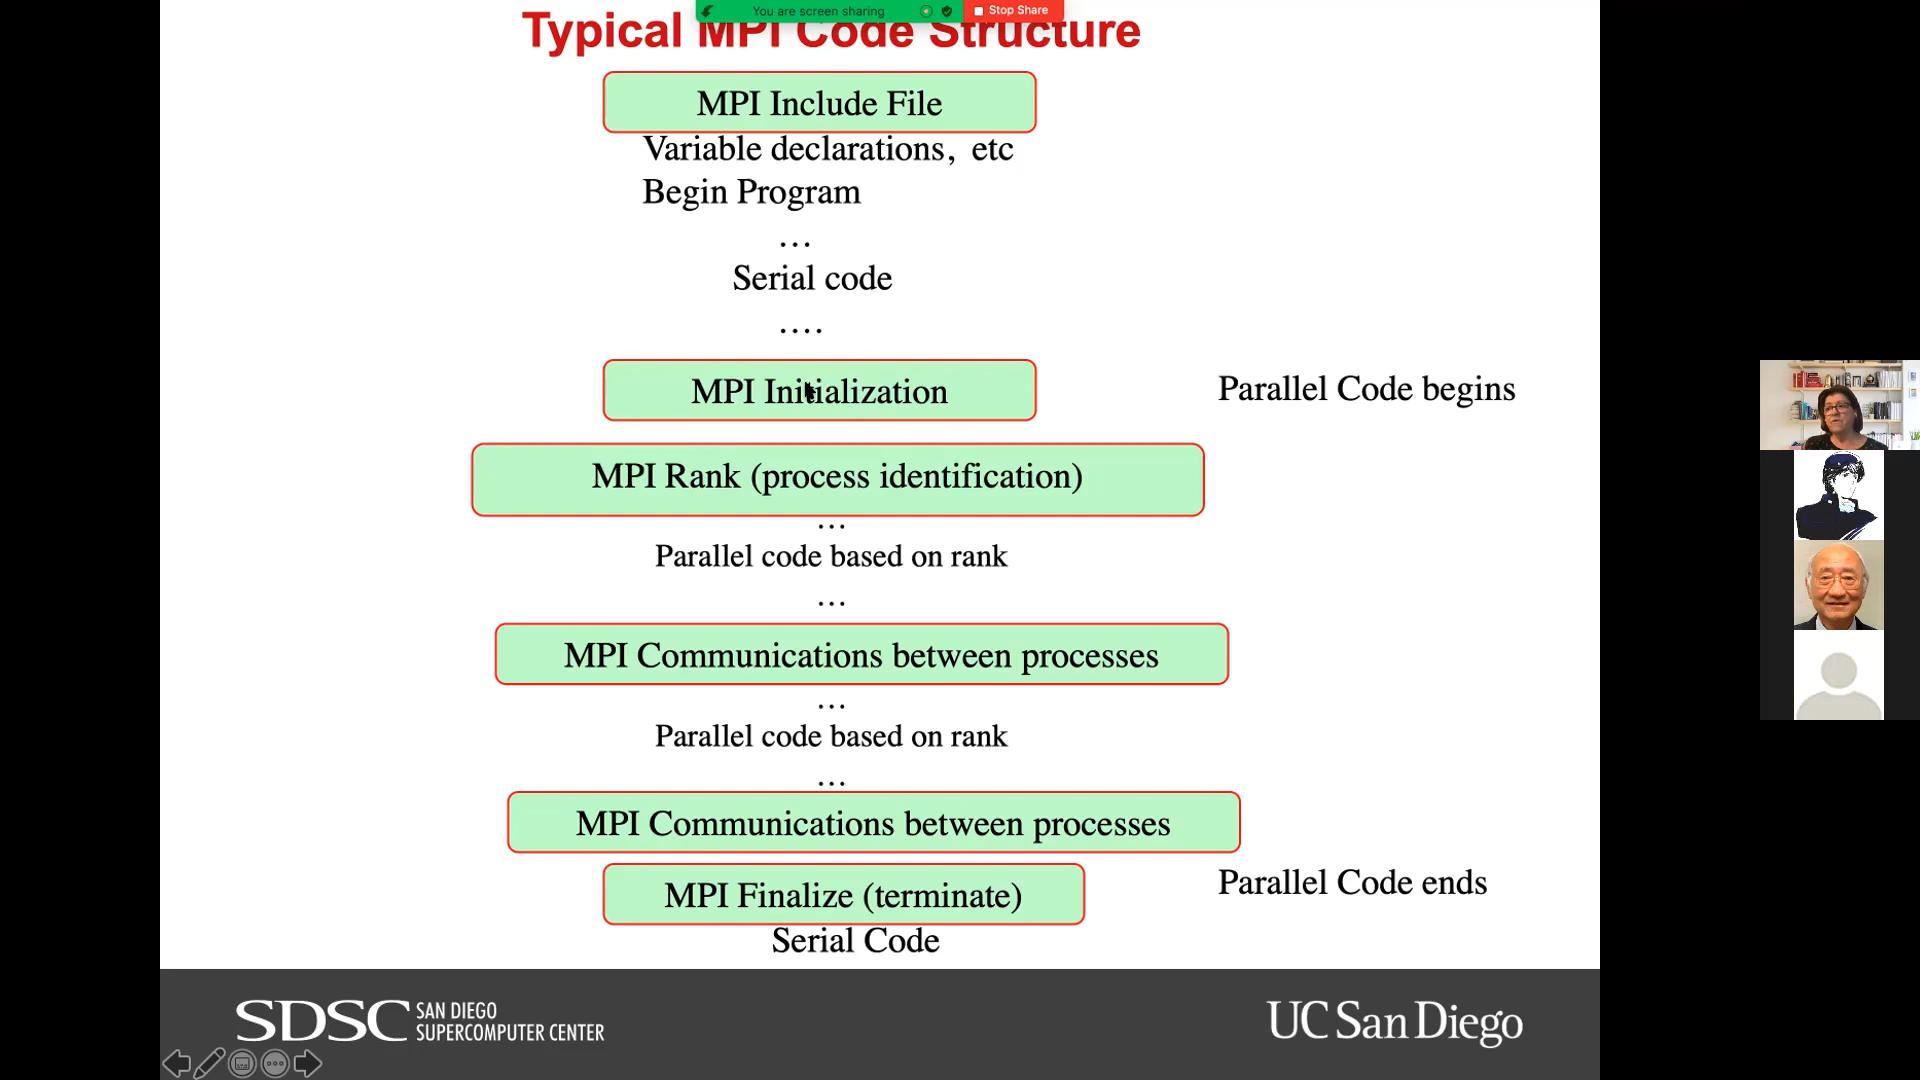 You are screen sharing
Stop Share
Typical MPI Code Structure
MPI Include File
Variable declarations, etc
Begin Program
...
Serial code
....
MPI Initialization
Parallel Code begins
MPI Rank (process identification)
...
Parallel code based on rank
...
MPI Communications between processes
...
Parallel code based on rank
...
MPI Communications between processes
MPI Finalize (terminate)
Parallel Code ends
Serial Code
SDSC SAN DIEGO
SUPERCOMPUTER CENTER
UC San Diego